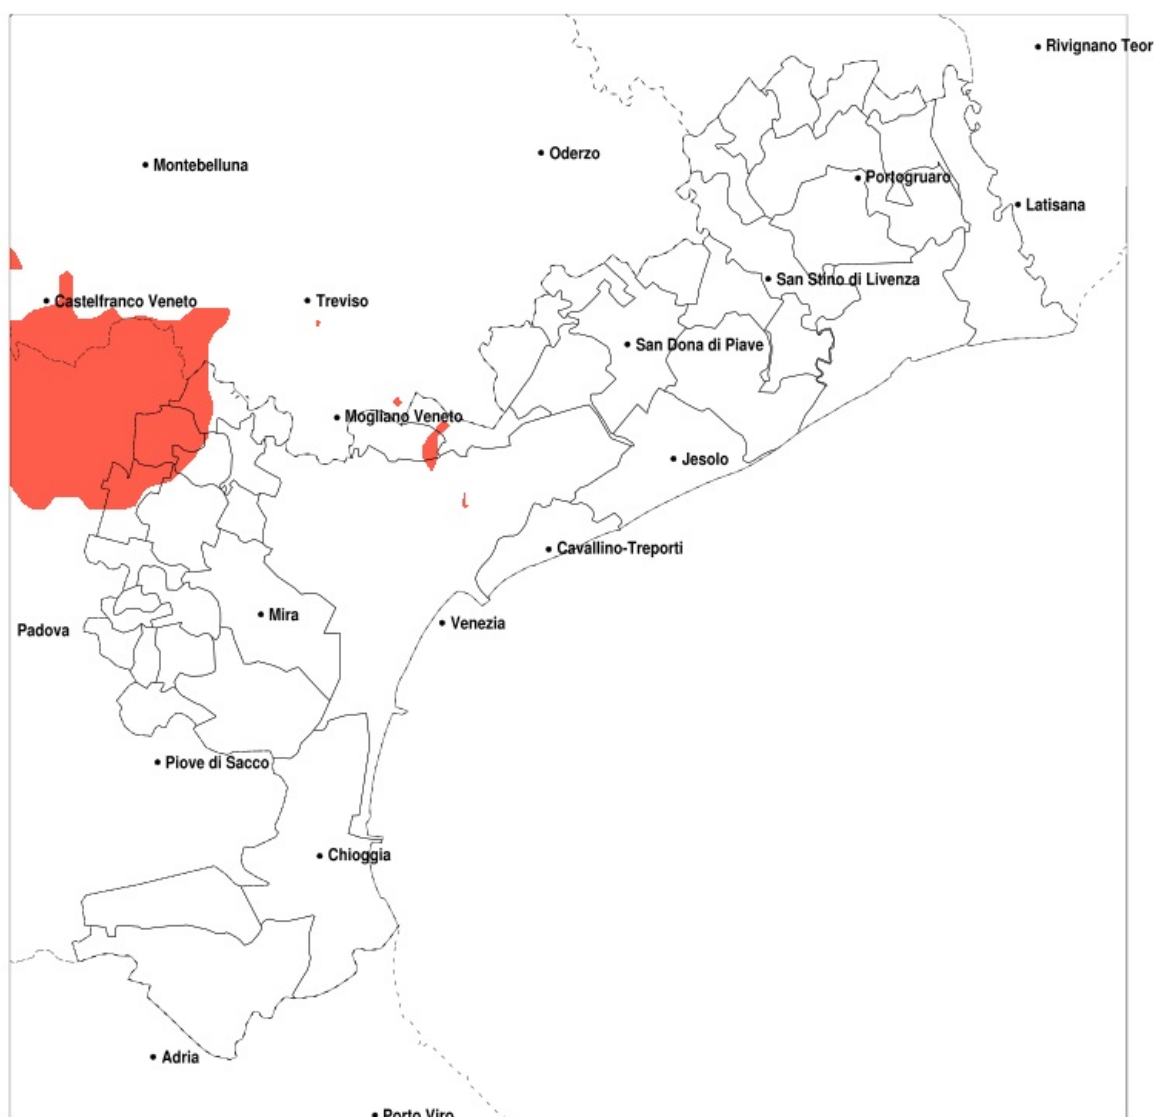 Rivignano Teor
Oderzo
Montebelluna
Portogruaro
Latisana
San Stino di Livenza
Castelfranco Veneto
Treviso
San Dona di Piave
Mogliano Veneto
Jesolo
Cavallino-Treporti
Mira
Venezia
Padova
Piove di Sacco
Chioggia
Adria
Porto Viro